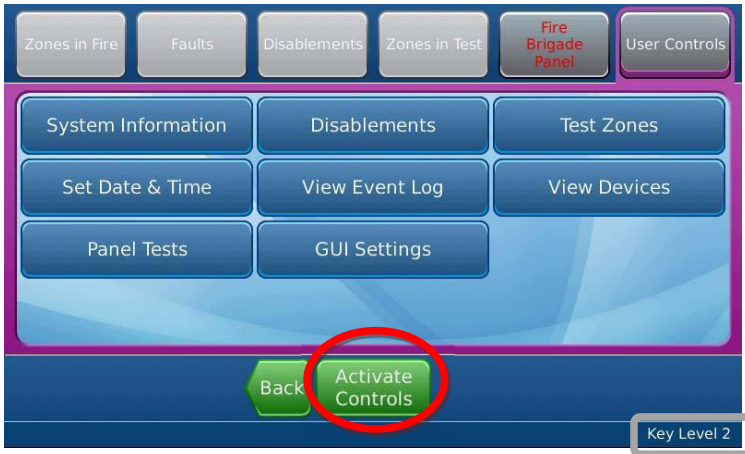 Zones in Fire
Faults
Disablements
Zones in Test
Fire
Brigade
Panel
User Controls
System Information
Disablements
Test Zones
Set Date & Time
View Event Log
View Devices
Panel Tests
GUI Settings
Back
Activate
Controls
Key Level 2